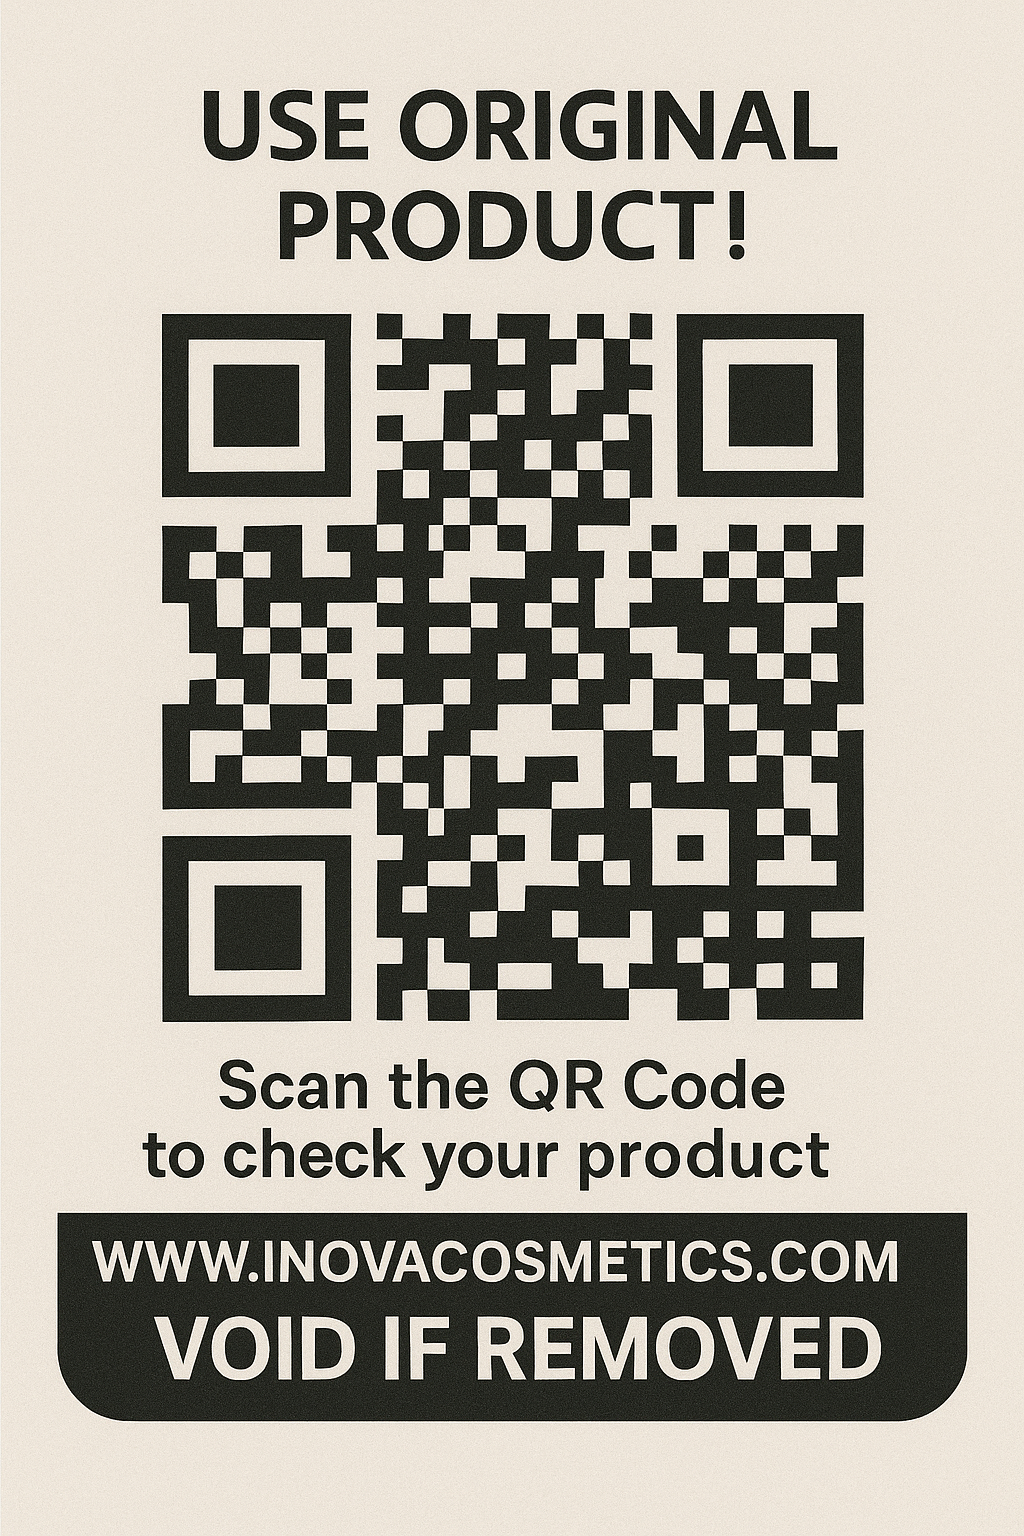 USE ORIGINAL
PRODUCT!
Scan the QR Code
to check your product
WWW.INOVACOSMETICS.COM
VOID IF REMOVED